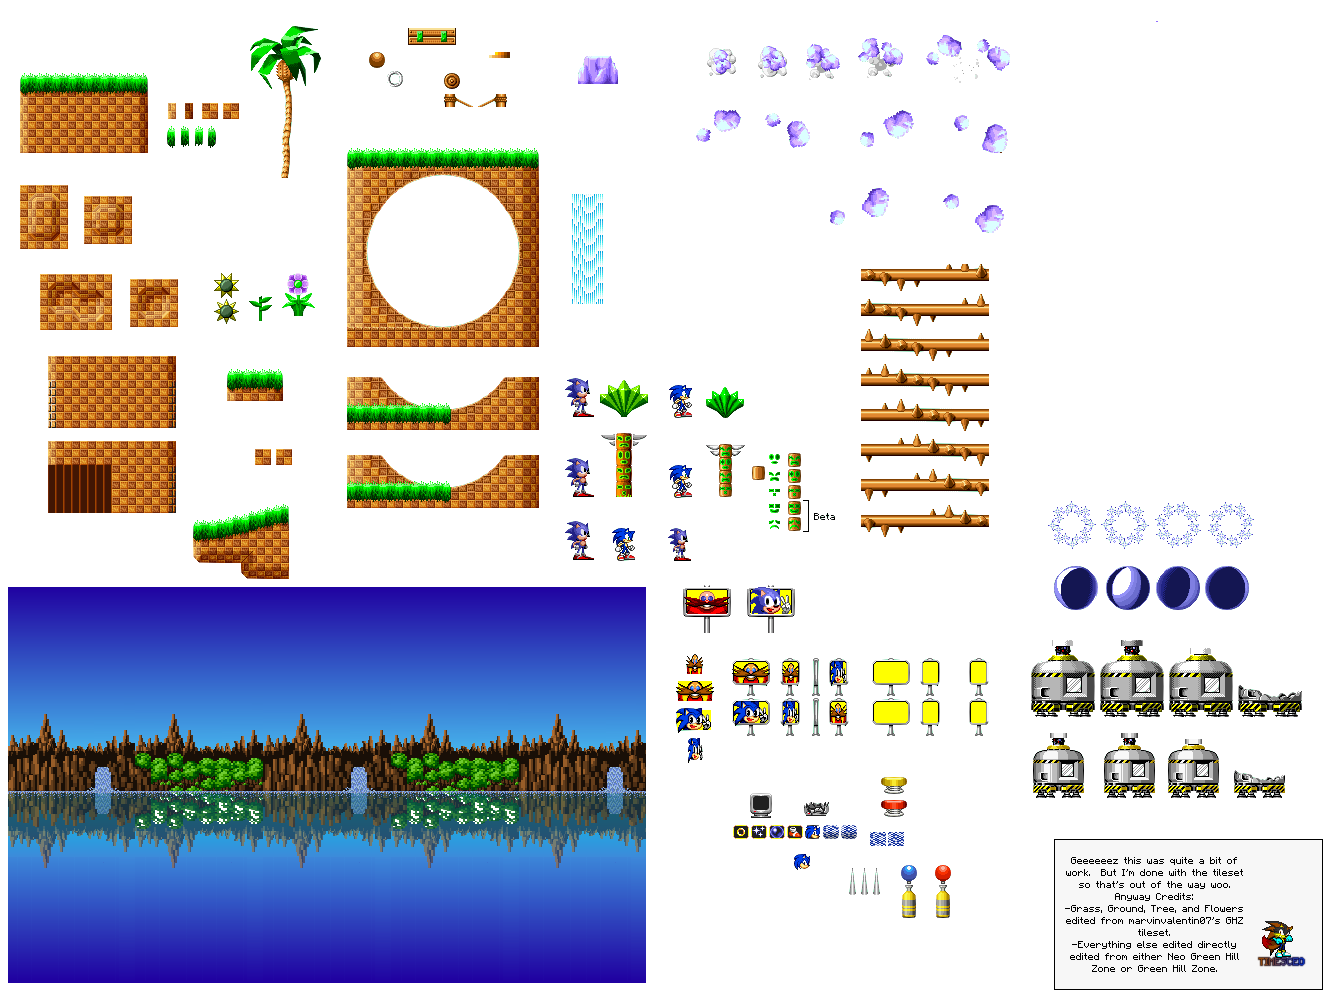 Beta
Geeeeeez this was quite a bit of
work. But I'm done with the tileset
so that's out of the way woo.
Anyway Credits:
-Grass, Ground, Tree, and Flowers
edited from marvinvalentin07's GHZ
tileset.
-Everything else edited directly
edited from either Neo Green Hill
Zone or Green Hill Zone.